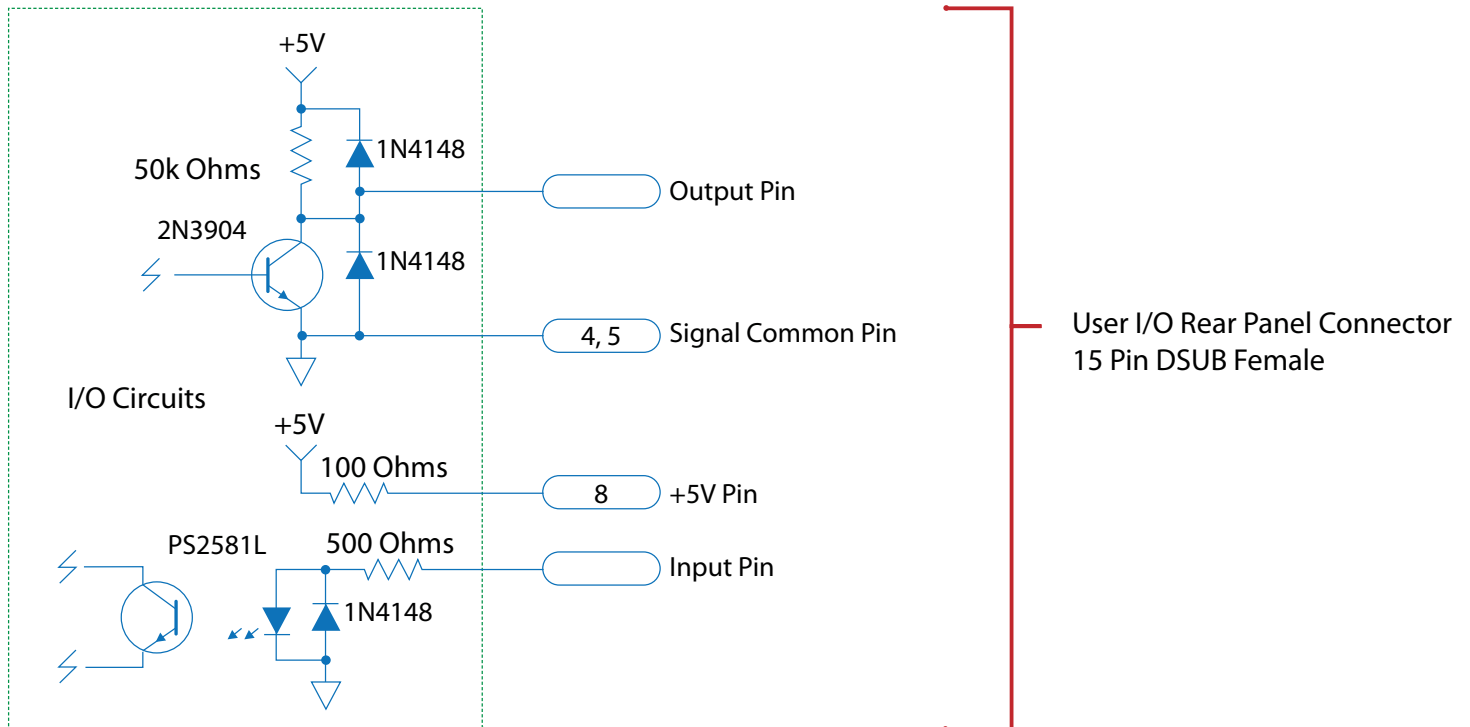 +5V
1N4148
50k Ohms
Output Pin
2N3904
1N4148
4, 5
Signal Common Pin
User I/O Rear Panel Connector
15 Pin DSUB Female
I/O Circuits
+5V
100 Ohms
8
+5V Pin
PS2581L
500 Ohms
Input Pin
1N4148